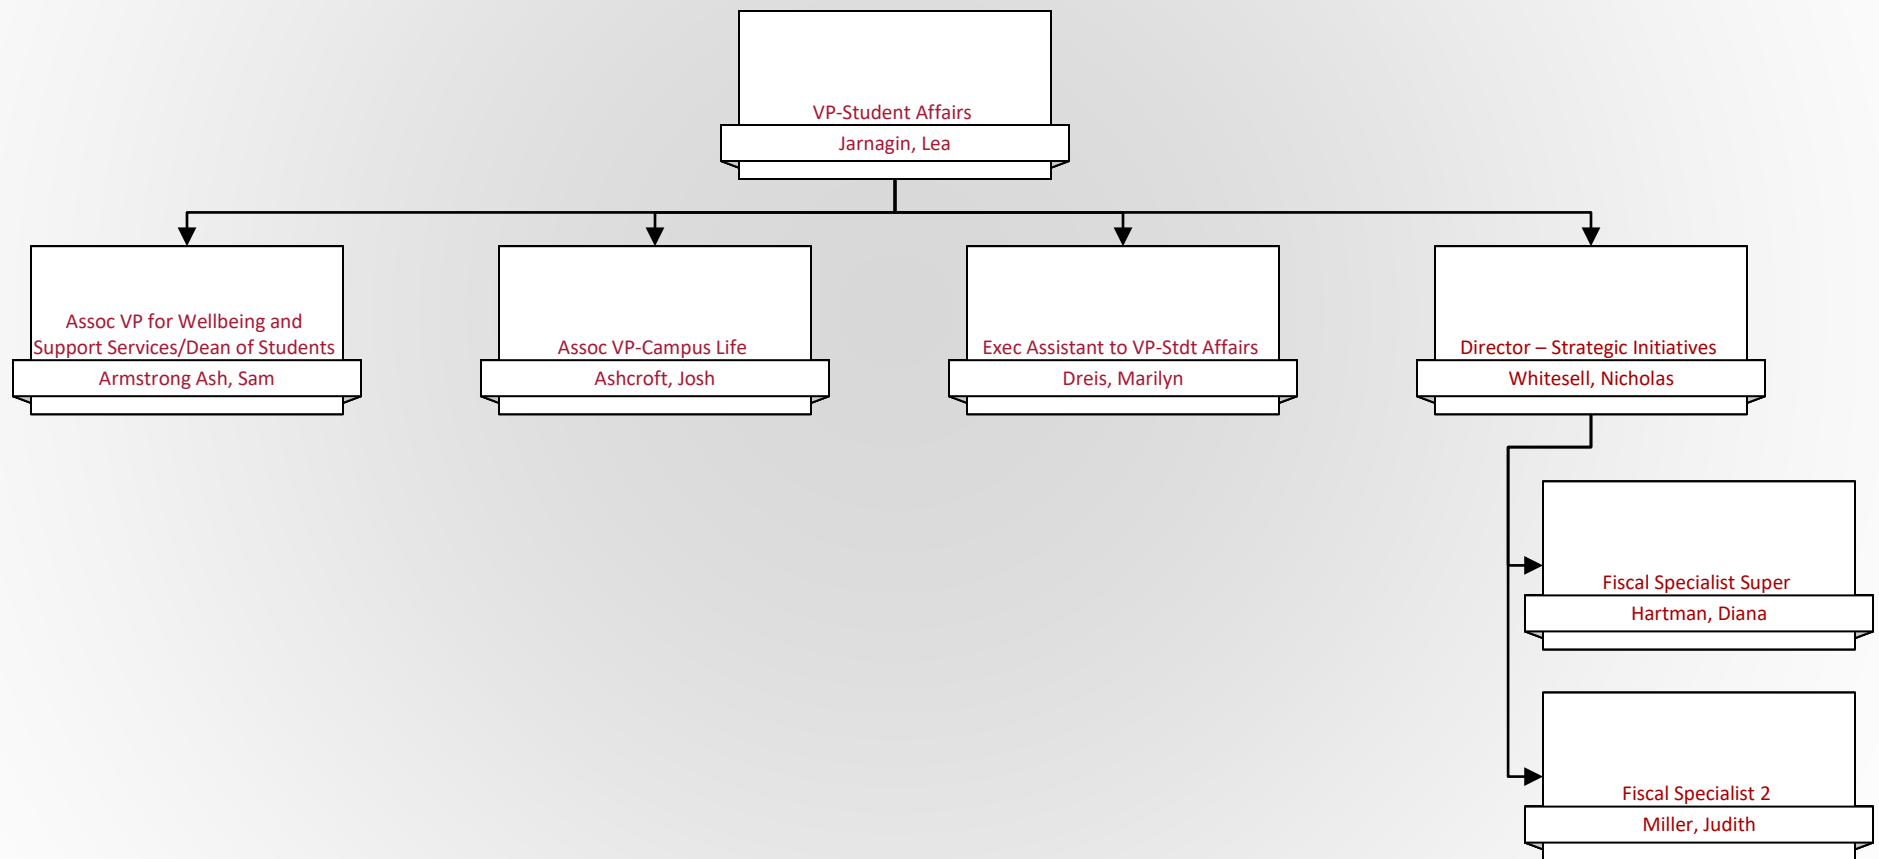 VP-Student Affairs
Jarnagin, Lea
Assoc VP for Wellbeing and
Support Services/Dean of Students
Armstrong Ash, Sam
Assoc VP-Campus Life
Ashcroft, Josh
Exec Assistant to VP-Stdt Affairs
Dreis, Marilyn
Director – Strategic Initiatives
Whitesell, Nicholas
Fiscal Specialist Super
Hartman, Diana
Fiscal Specialist 2
Miller, Judith